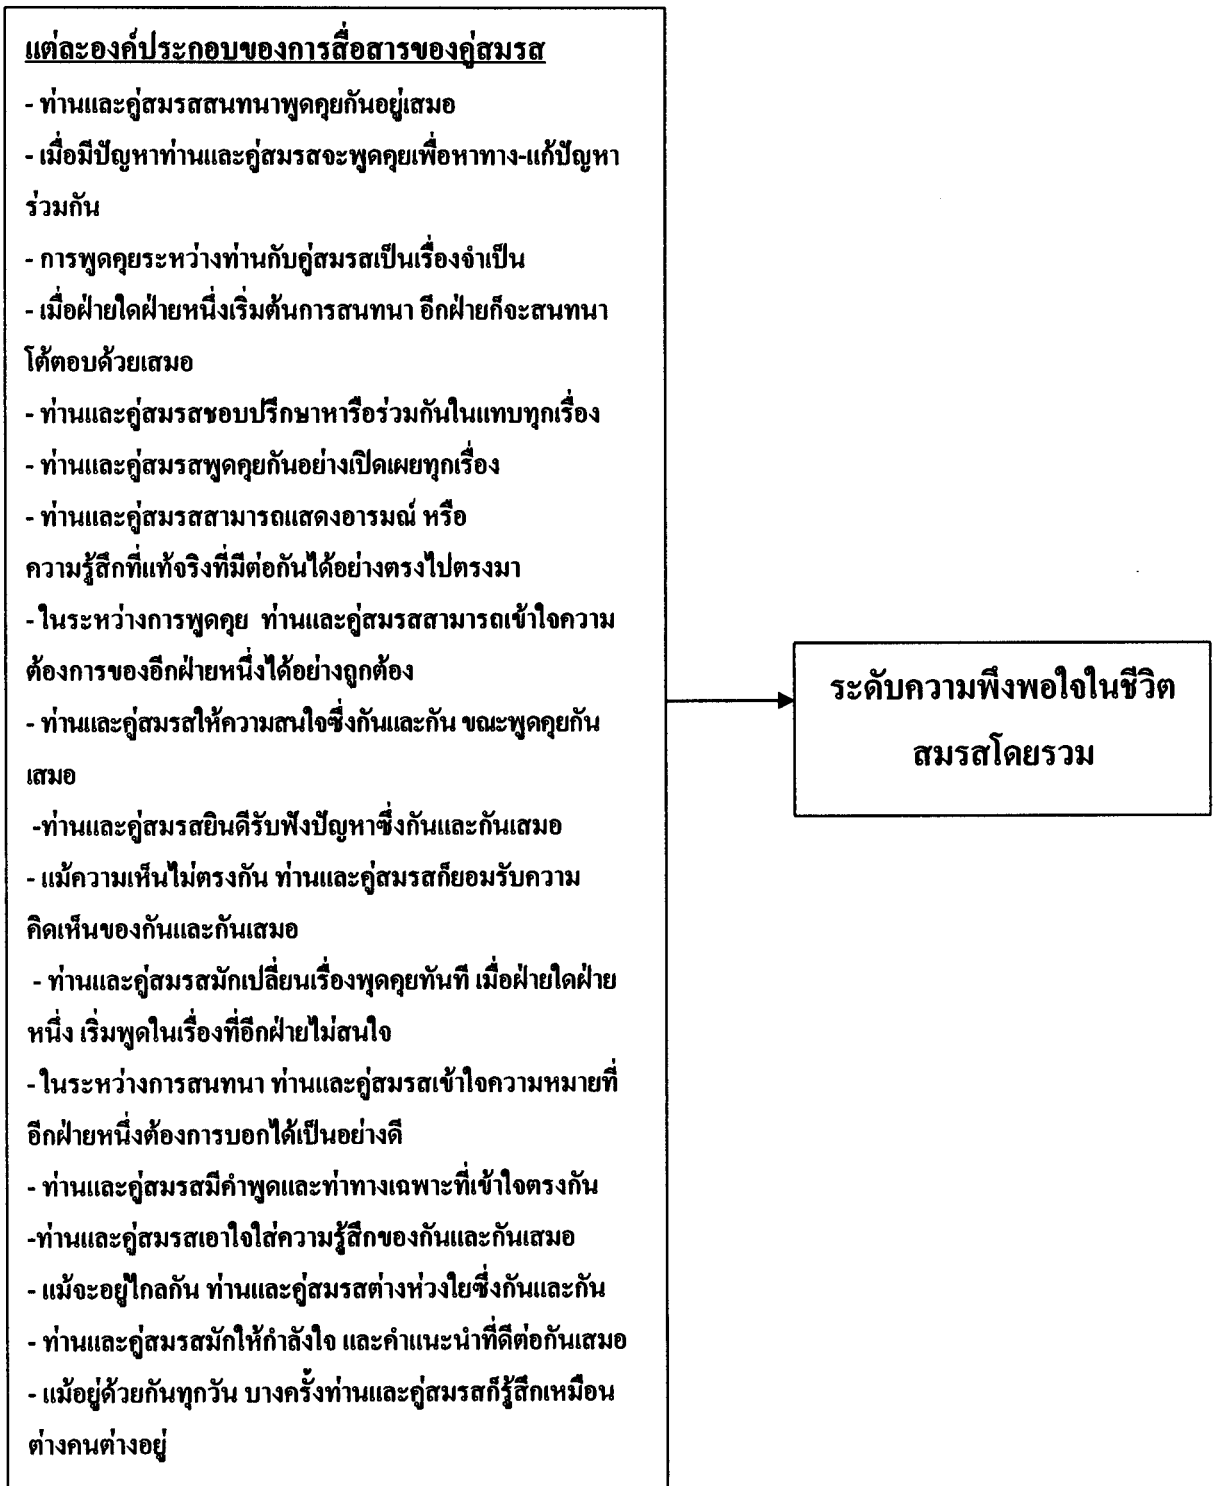 แต่ละองค์ประกอบของการสื่อสารของคู่สมรส
- ท่านและคู่สมรสสนทนาพูดคุยกันอยู่เสมอ
- เมื่อมีปัญหาท่านและคู่สมรสจะพูดคุยเพื่อหาทาง-แก้ปัญหา
ร่วมกัน
- การพูดคุยระหว่างท่านกับคู่สมรสเป็นเรื่องจำเป็น
- เมื่อฝ่ายใดฝ่ายหนึ่งเริ่มต้นการสนทนา อีกฝ่ายก็จะสนทนา
โต้ตอบด้วยเสมอ
- ท่านและคู่สมรสชอบปรึกษาหารือร่วมกันในแทบทุกเรื่อง
- ท่านและคู่สมรสพูดคุยกันอย่างเปิดเผยทุกเรื่อง
- ท่านและคู่สมรสสามารถแสดงอารมณ์ หรือ
ความรู้สึกที่แท้จริงที่มีต่อกันได้อย่างตรงไปตรงมา
- ในระหว่างการพูดคุย ท่านและคู่สมรสสามารถเข้าใจความ
ต้องการของอีกฝ่ายหนึ่งได้อย่างถูกต้อง
- ท่านและคู่สมรสให้ความสนใจซึ่งกันและกัน ขณะพูดคุยกัน
เสมอ
-ท่านและคู่สมรสยินดีรับฟังปัญหาซึ่งกันและกันเสมอ
- แม้ความเห็นไม่ตรงกัน ท่านและคู่สมรสก็ยอมรับความ
คิดเห็นของกันและกันเสมอ
- ท่านและคู่สมรสมักเปลี่ยนเรื่องพุดคุยทันที เมื่อฝ่ายใดฝ่าย
หนึ่ง เริ่มพูดในเรื่องที่อีกฝ่ายไม่สนใจ
- ในระหว่างการสนทนา ท่านและคู่สมรสเข้าใจความหมายที่
อีกฝ่ายหนึ่งต้องการบอกได้เป็นอย่างดี
- ท่านและคู่สมรสมีคำพูดและท่าทางเฉพาะที่เข้าใจตรงกัน
-ท่านและคู่สมรสเอาใจใส่ความรู้สึกของกันและกันเสมอ
- แม้จะอยู่ไกลกัน ท่านและคู่สมรสต่างห่วงใยซึ่งกันและกัน
- ท่านและคู่สมรสมักให้กำลังใจ และคำแนะนำที่ดีต่อกันเสมอ
- แม้อยู่ด้วยกันทุกวัน บางครั้งท่านและคู่สมรสก็รู้สึกเหมือน
ต่างคนต่างอยู่
ระดับความพึงพอใจในชีวิต
สมรสโดยรวม